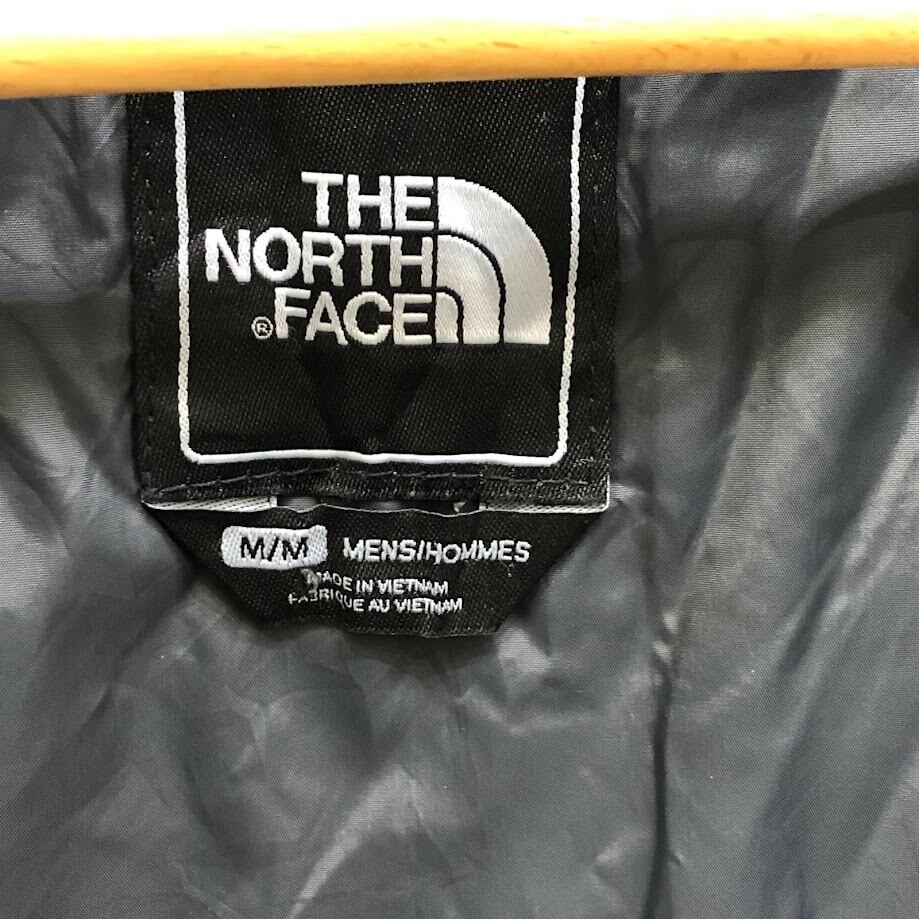 THE
NORTH
®FACE
M/M MENS/HOMMES
MADE IN VIETNAM
FABRIQUE AU VIETNAM